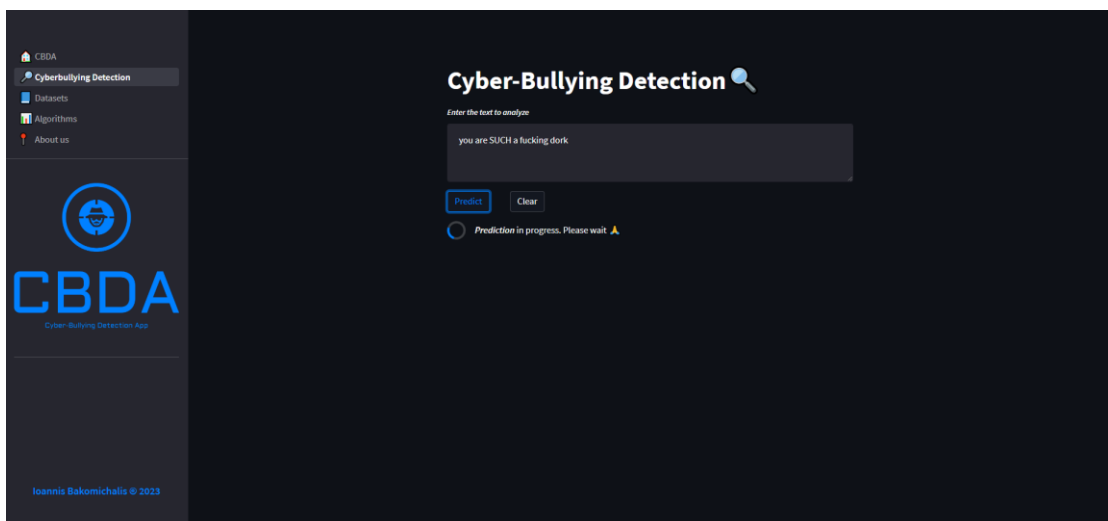 CBDA
Cyberbullying Detection
Datasets
Algorithms
About us
CBDA
Cyber-Bullying Detection App
Ioannis Bakomichalis © 2023
Cyber-Bullying Detection
Enter the text to analyze
you are SUCH a fucking dork
Predict Clear
Prediction in progress. Please wait